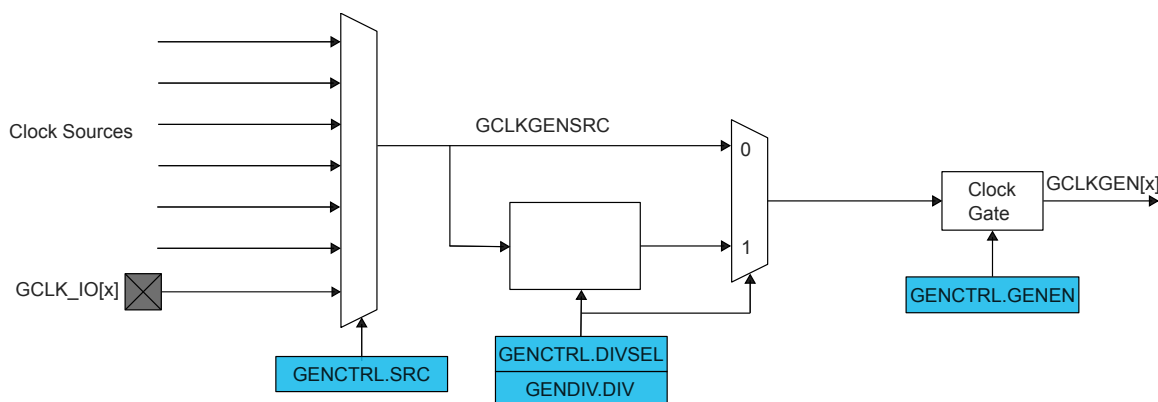 Clock Sources
GCLK_IO[x]
GENCTRL.SRC
GCLKGENSRC
0
1
GENCTRL.DIVSEL
GENDIV.DIV
Clock
Gate
GENCTRL.GENEN
GCLKGEN[x]